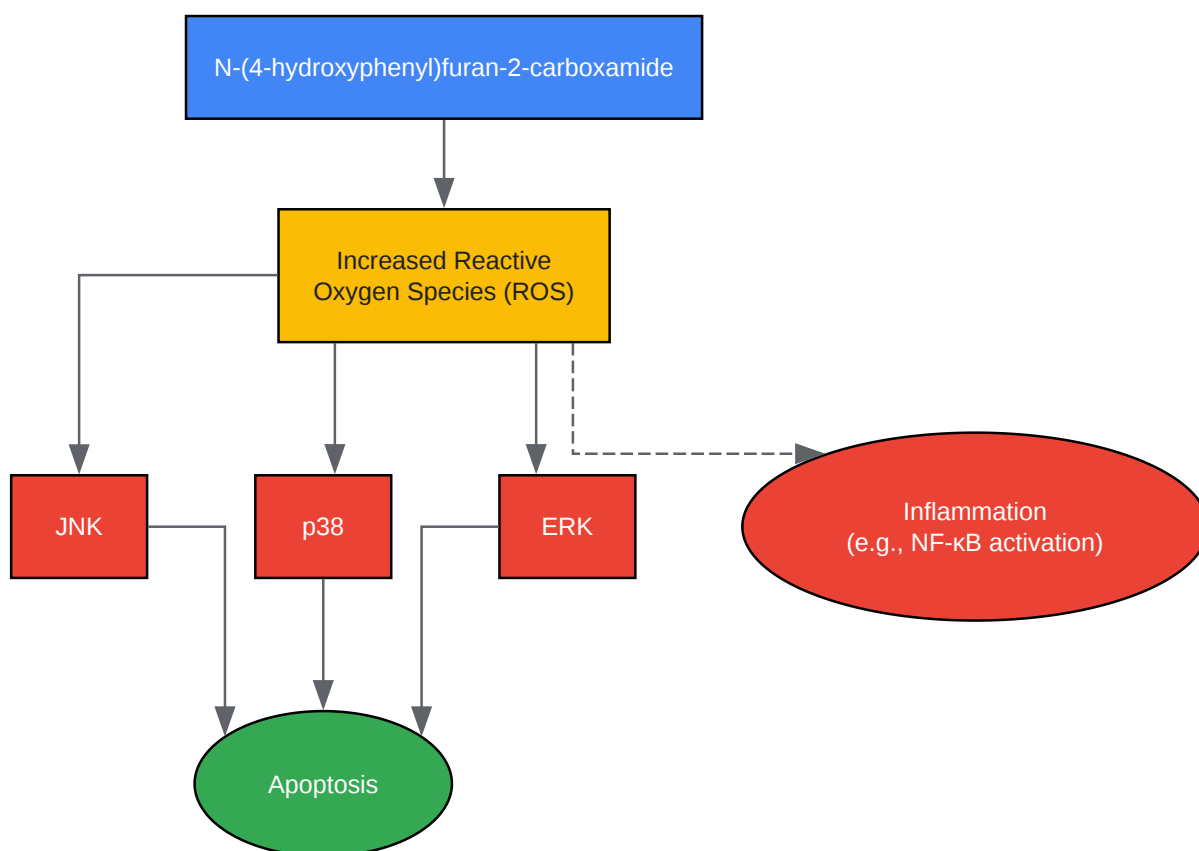 N-(4-hydroxyphenyl)furan-2-carboxamide
Increased Reactive
Oxygen Species (ROS)
JNK
p38
ERK
Inflammation
(e.g., NF-κB activation)
Apoptosis